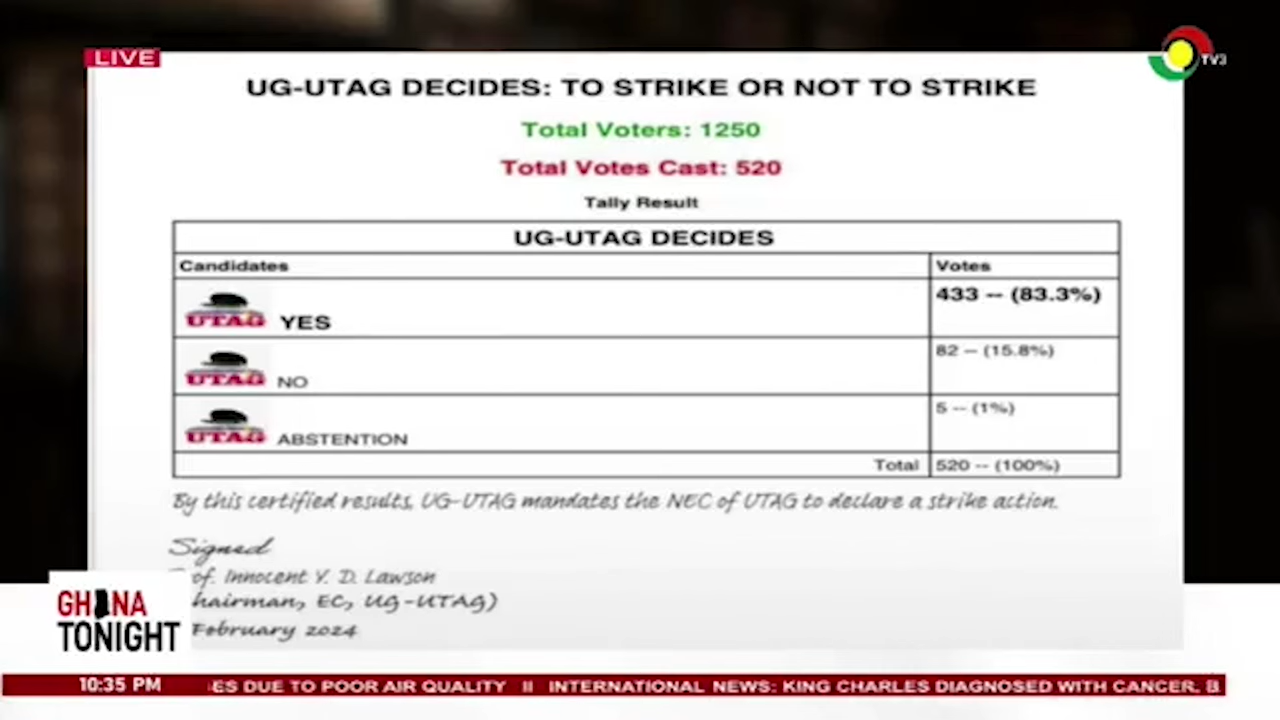 LIVE
TV3
UG-UTAG DECIDES: TO STRIKE OR NOT TO STRIKE
Total Voters: 1250
Total Votes Cast: 520
Tally Result
UG-UTAG DECIDES
Candidates Votes
UTAG YES 433 -- (83.3%)
UTAG NO 82 -- (15.8%)
UTAG ABSTENTION 5 -- (1%)
Total 520 -- (100%)
By this certified results, UG-UTAG mandates the NEC of UTAG to declare a strike action.
Signed
of. Innocent Y. D. Lawson
hairman, EC, UG-UTAG)
February 2024
GHANA
TONIGHT
10:35 PM ES DUE TO POOR AIR QUALITY II INTERNATIONAL NEWS: KING CHARLES DIAGNOSED WITH CANCER,